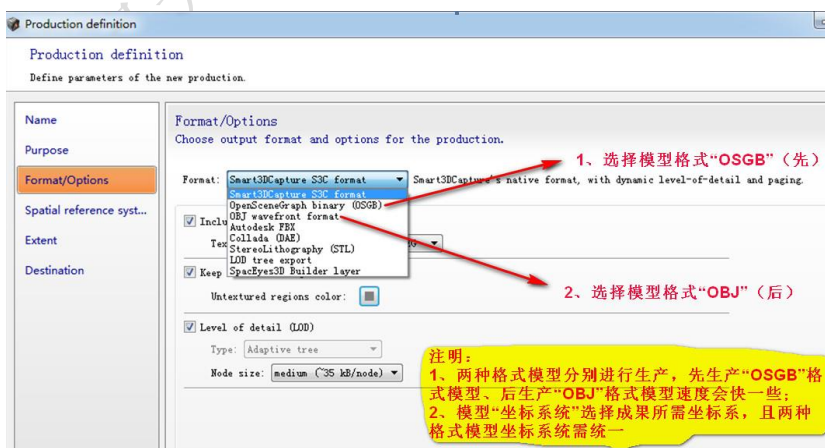 Production definition
Production definition
Define parameters of the new production.
Name
Purpose
Format/Options
Spatial reference syst...
Extent
Destination
Format/Options
Choose output format and options for the production.
1、选择模型格式“OSGB”（先）
Format: Smart3DCapture S3C format Smart3DCapture's native format, with dynamic level-of-detail and paging.
Smart3DCapture S3C format
OpenSceneGraph binary (OSGB)
OBJ wavefront format
Autodesk FBX
Collada (DAE)
StereoLithography (STL)
LOD tree export
SpacEyes3D Builder layer
Inclu
Tex
Keep
Untextured regions color:
2、选择模型格式“OBJ”（后）
Level of detail (LOD)
Type: Adaptive tree
Node size: medium (~35 kB/node)
注明：
1、两种格式模型分别进行生产，先生产“OSGB”格
式模型、后生产“OBJ”格式模型速度会快一些；
2、模型“坐标系统”选择成果所需坐标系，且两种
格式模型坐标系统需统一